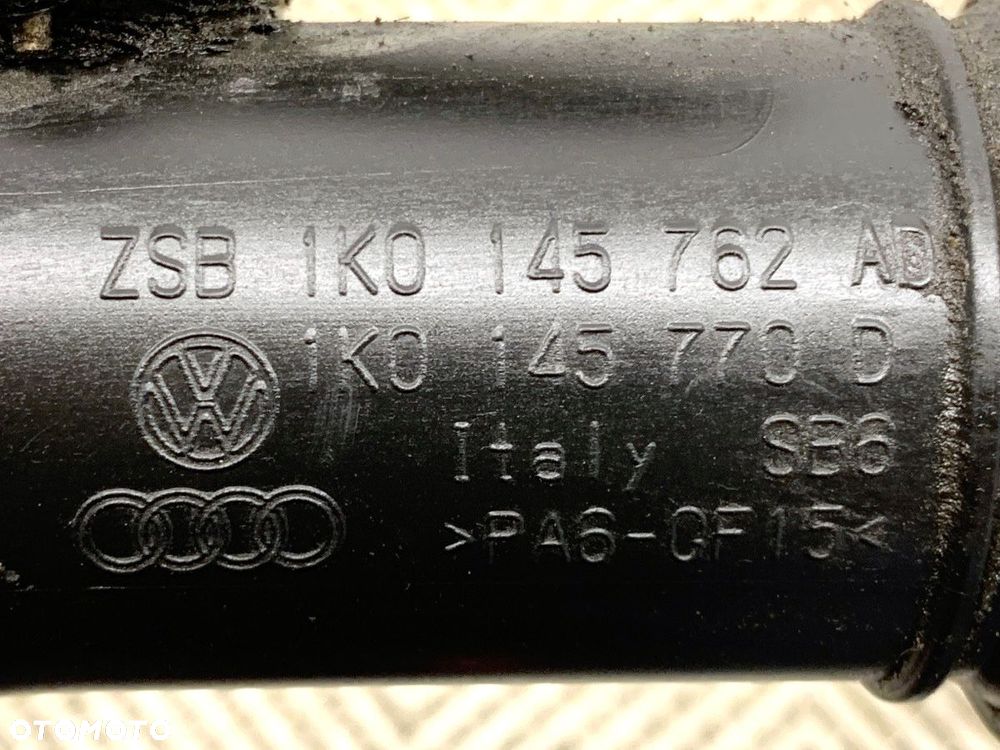 ZSB 1K0 145 762 AD
1K0 145 770 D
Italy SB6
>PA6-GF15<
OTOMOTO